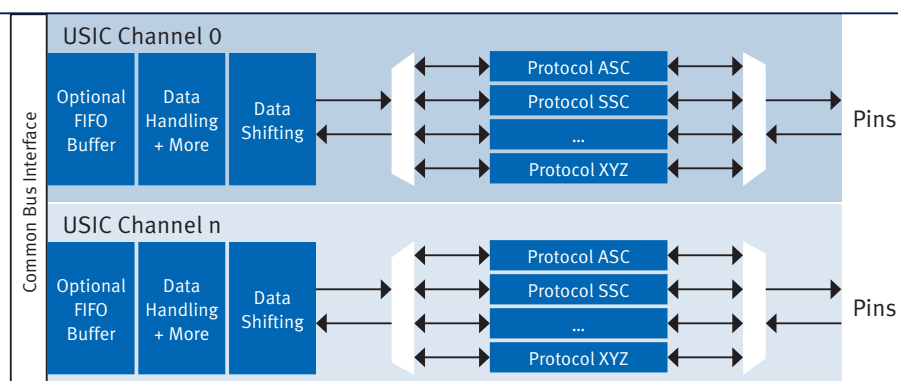 Common Bus Interface
USIC Channel 0
Optional
FIFO
Buffer
Data
Handling
+ More
Data
Shifting
Protocol ASC
Protocol SSC
...
Protocol XYZ
Pins
USIC Channel n
Optional
FIFO
Buffer
Data
Handling
+ More
Data
Shifting
Protocol ASC
Protocol SSC
...
Protocol XYZ
Pins